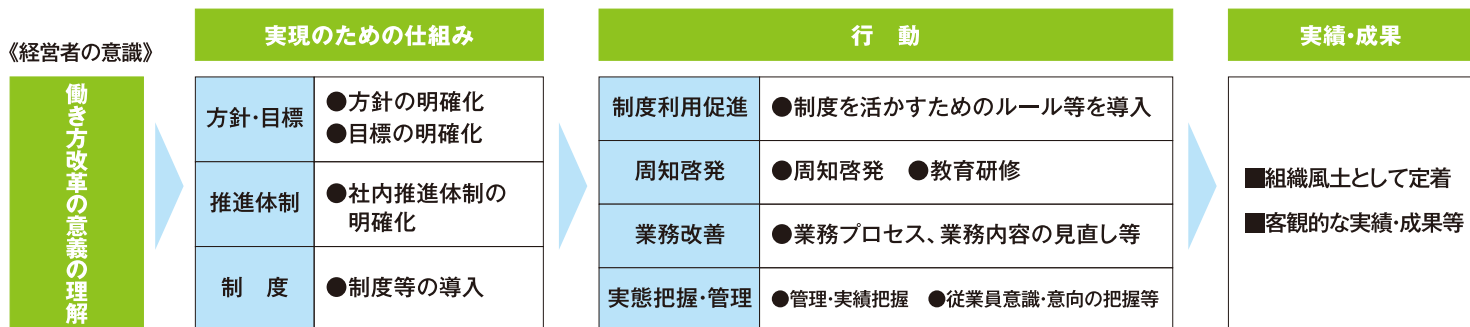 《経営者の意識》
働き方改革の意義の理解
実現のための仕組み
方針・目標
●方針の明確化
●目標の明確化
推進体制
●社内推進体制の
明確化
制　度
●制度等の導入
行　動
制度利用促進
●制度を活かすためのルール等を導入
周知啓発
●周知啓発　●教育研修
業務改善
●業務プロセス、業務内容の見直し等
実態把握・管理
●管理・実績把握　●従業員意識・意向の把握等
実績・成果
■組織風土として定着
■客観的な実績・成果等